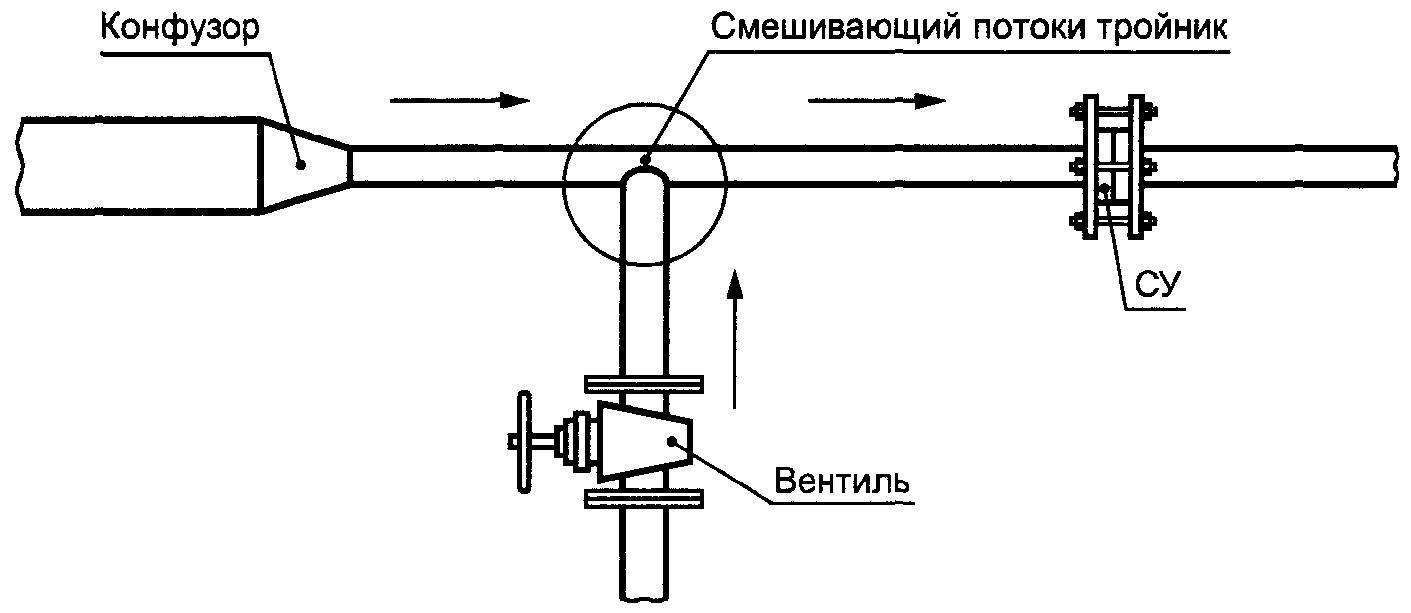 Конфузор
Смешивающий потоки тройник
СУ
Вентиль